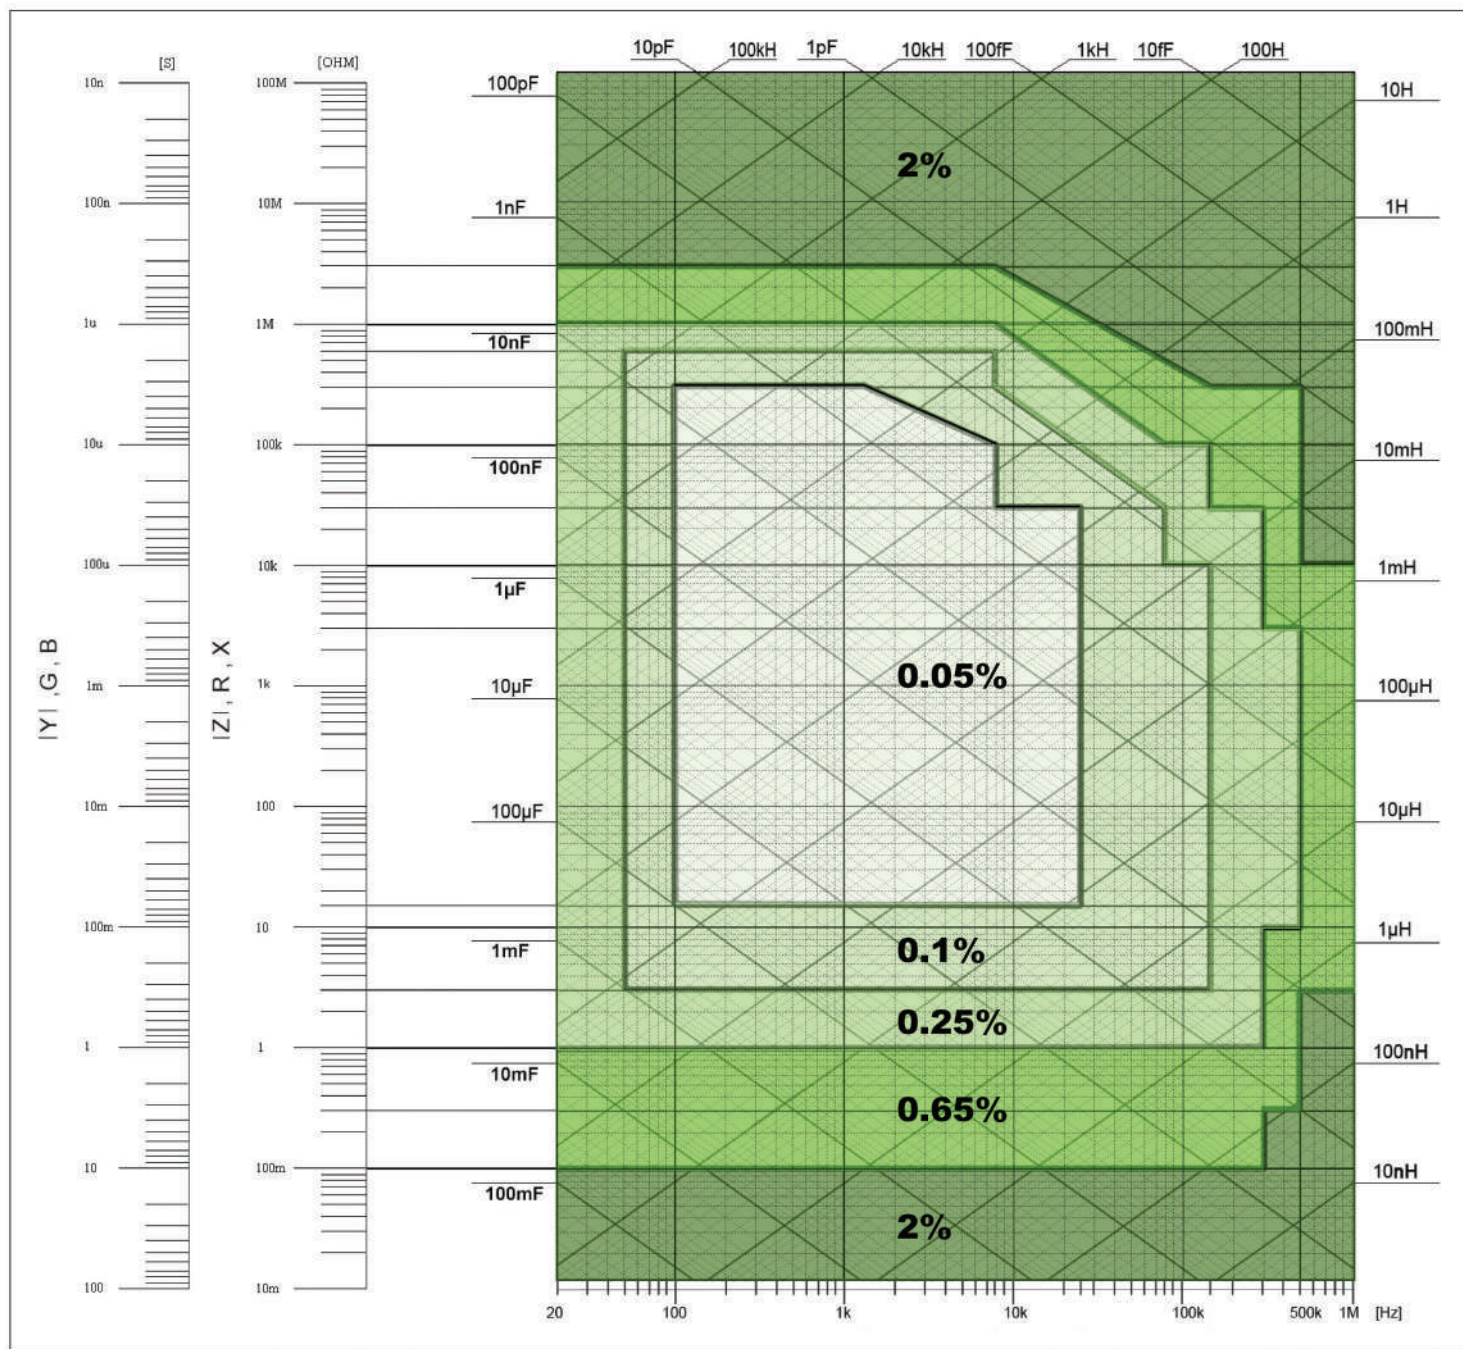 [S] [OHM] 10pF 100kH 1pF 10kH 100fF 1kH 10fF 100H
10n 100M 100pF 10H
2%
100n 10M 1nF 1H
1u 1M 10nF 100mH
10u 100k 100nF 10mH
100u 10k 1µF 1mH
|Y|, G, B |Z|, R, X
0.05%
1m 1k 10µF 100µH
10m 100 100µF 10µH
100m 10 1mF 1µH
0.1%
0.25%
1 1 10mF 100nH
0.65%
10 100m 100mF 10nH
2%
100 10m
20 100 1k 10k 100k 500k 1M [Hz]